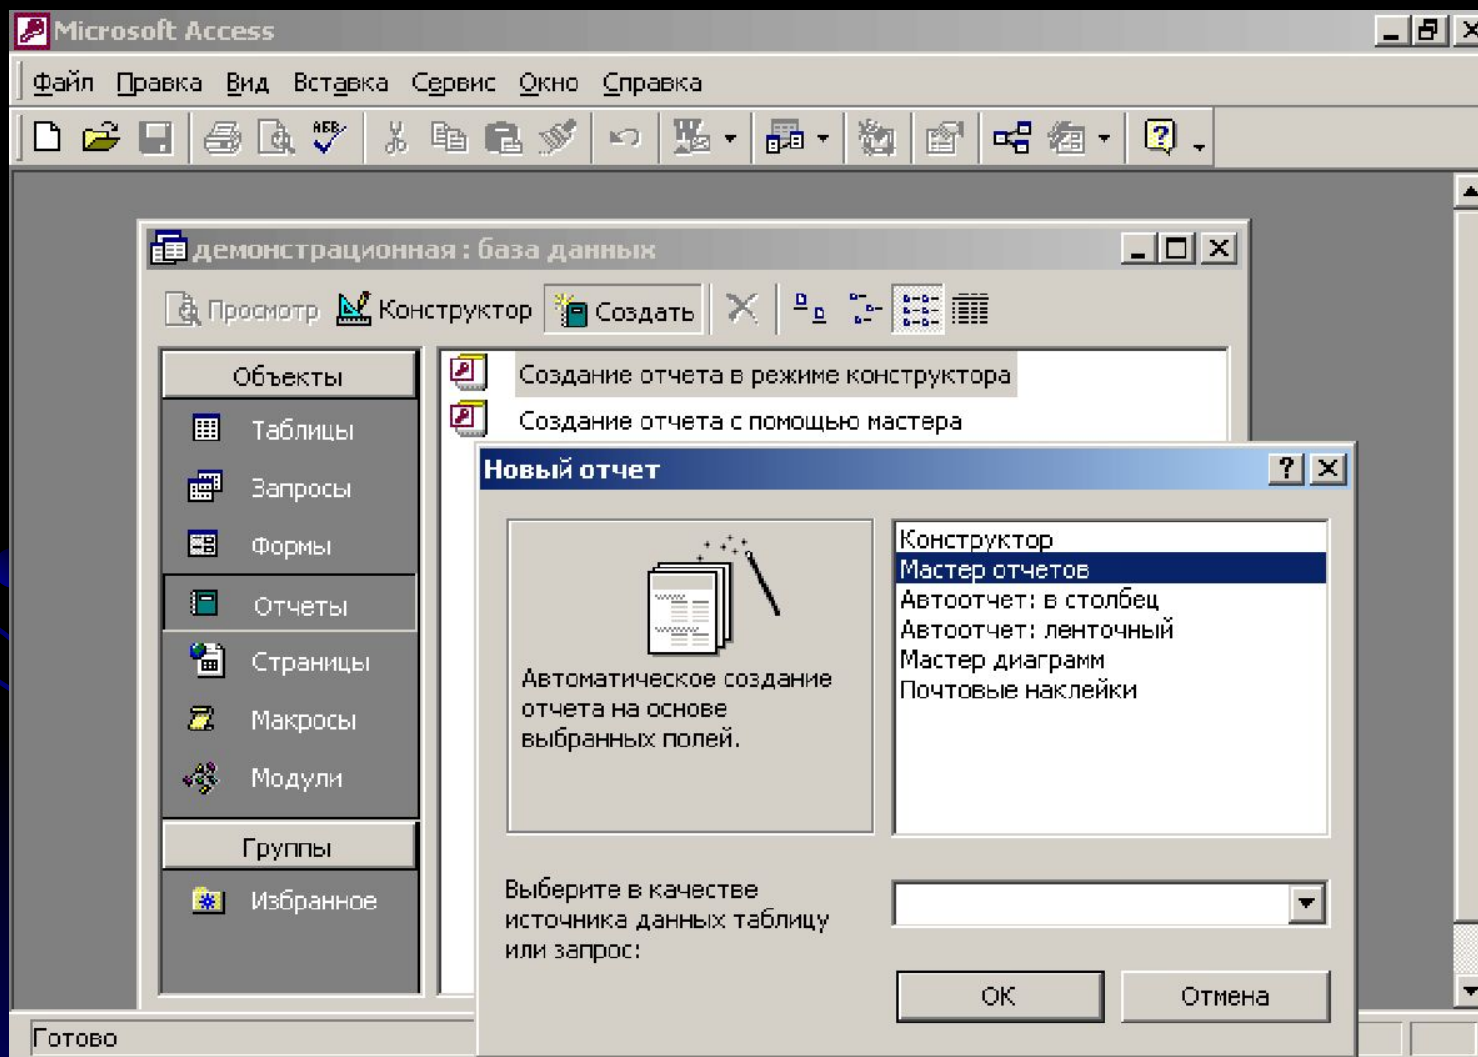 Microsoft Access
Файл Правка Вид Вставка Сервис Окно Справка
демонстрационная : база данных
Просмотр Конструктор Создать
Объекты
Таблицы
Запросы
Формы
Отчеты
Страницы
Макросы
Модули
Группы
Избранное
Создание отчета в режиме конструктора
Создание отчета с помощью мастера
Новый отчет
Автоматическое создание
отчета на основе
выбранных полей.
Конструктор
Мастер отчетов
Автоотчет: в столбец
Автоотчет: ленточный
Мастер диаграмм
Почтовые наклейки
Выберите в качестве
источника данных таблицу
или запрос:
ОК Отмена
Готово